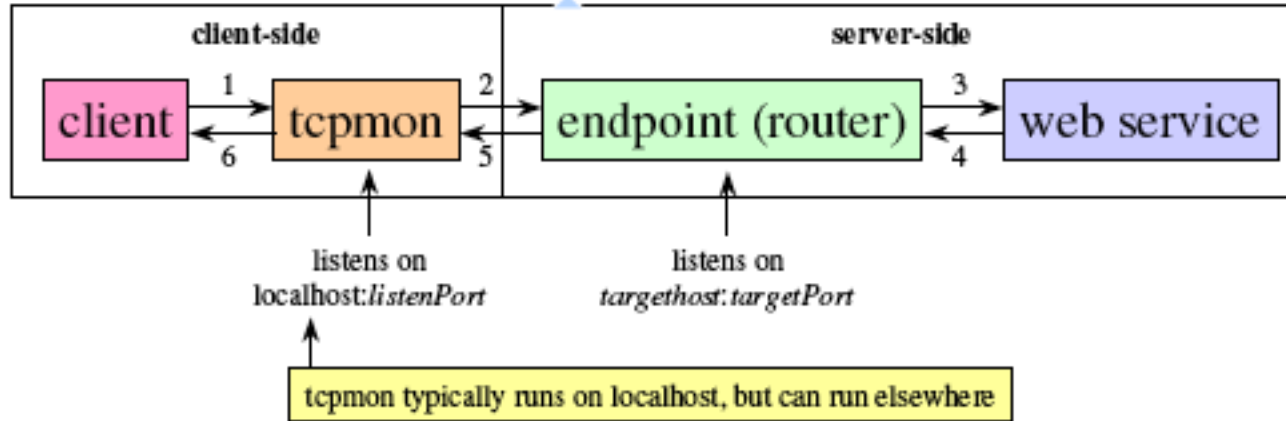 client-side
server-side
1
2
3
client
tcpmon
endpoint (router)
web service
6
5
4
listens on
localhost:listenPort
listens on
targethost:targetPort
tcpmon typically runs on localhost, but can run elsewhere